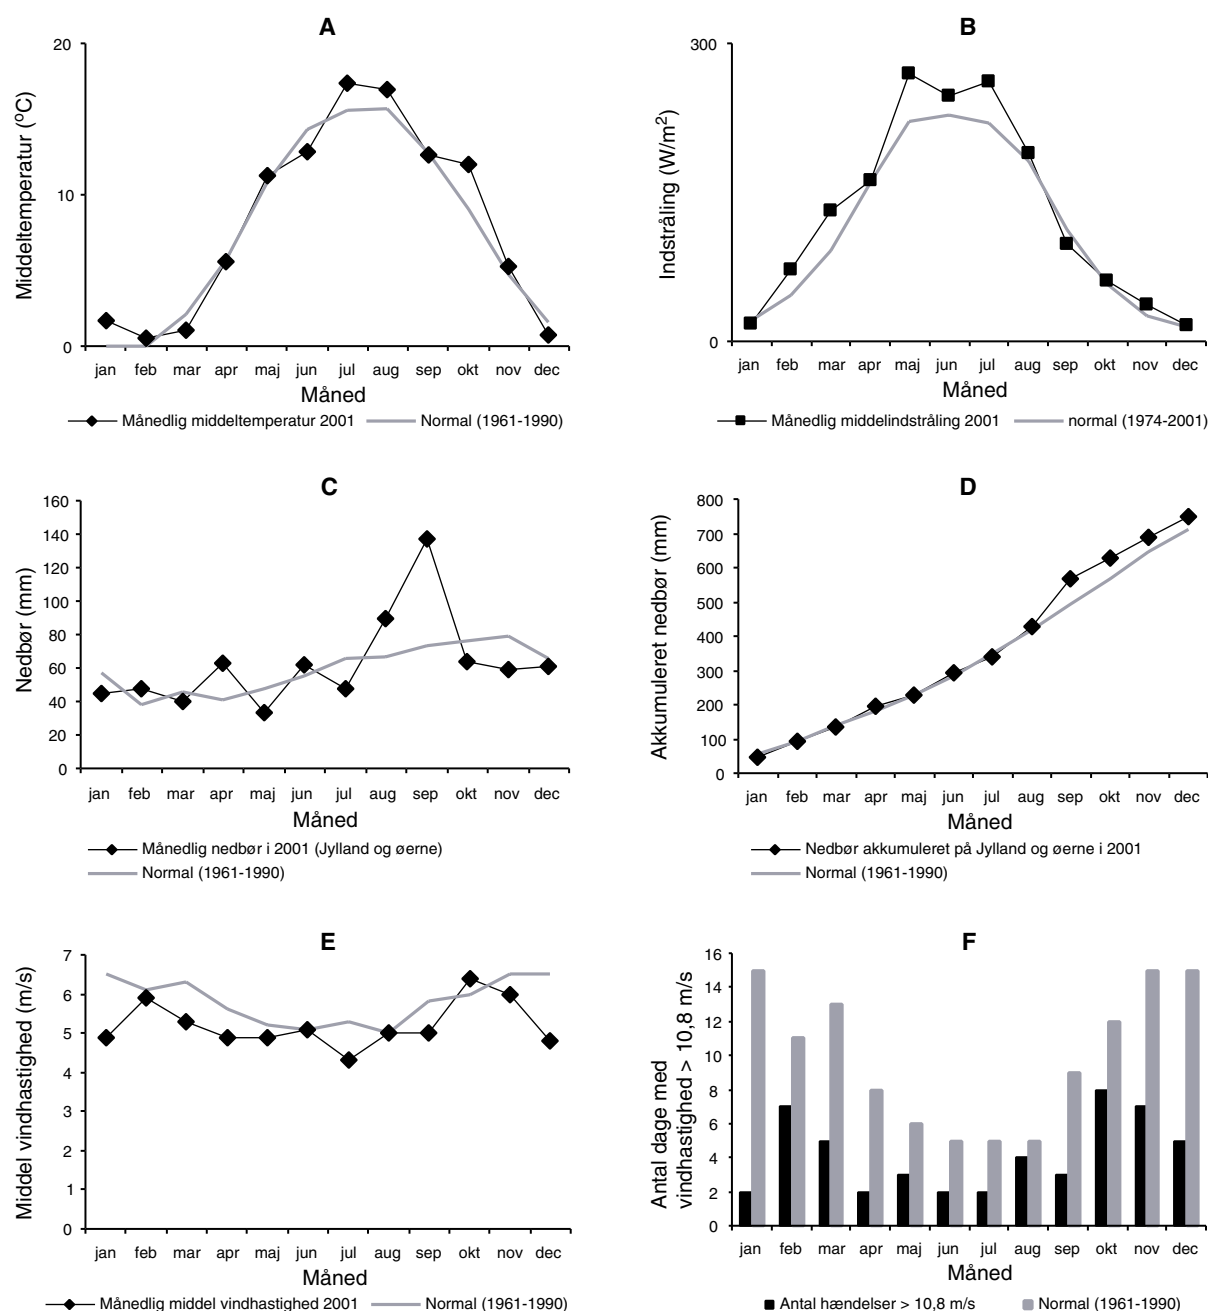 A
20
10
0
Middeltemperatur (°C)
jan feb mar apr maj jun jul aug sep okt nov dec
Måned
Månedlig middeltemperatur 2001 Normal (1961-1990)
B
300
0
Indstråling (W/m²)
jan feb mar apr maj jun jul aug sep okt nov dec
Måned
Månedlig middelindstråling 2001 normal (1974-2001)
C
160
140
120
100
80
60
40
20
0
Nedbør (mm)
jan feb mar apr maj jun jul aug sep okt nov dec
Måned
Månedlig nedbør i 2001 (Jylland og øerne)
Normal (1961-1990)
D
800
700
600
500
400
300
200
100
0
Akkumuleret nedbør (mm)
jan feb mar apr maj jun jul aug sep okt nov dec
Måned
Nedbør akkumuleret på Jylland og øerne i 2001
Normal (1961-1990)
E
7
6
5
4
3
2
1
0
Middel vindhastighed (m/s)
jan feb mar apr maj jun jul aug sep okt nov dec
Måned
Månedlig middel vindhastighed 2001 Normal (1961-1990)
F
16
14
12
10
8
6
4
2
0
Antal dage med
vindhastighed > 10,8 m/s
jan feb mar apr maj jun jul aug sep okt nov dec
Måned
Antal hændelser > 10,8 m/s Normal (1961-1990)